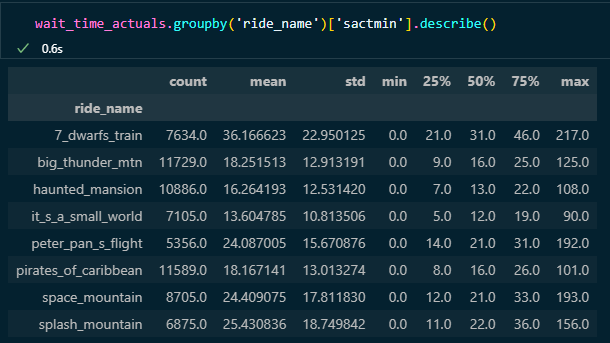 wait_time_actuals.groupby('ride_name')['sactmin'].describe()
✓ 0.6s
count mean std min 25% 50% 75% max
ride_name
7_dwarfs_train 7634.0 36.166623 22.950125 0.0 21.0 31.0 46.0 217.0
big_thunder_mtn 11729.0 18.251513 12.913191 0.0 9.0 16.0 25.0 125.0
haunted_mansion 10886.0 16.264193 12.531420 0.0 7.0 13.0 22.0 108.0
it_s_a_small_world 7105.0 13.604785 10.813506 0.0 5.0 12.0 19.0 90.0
peter_pan_s_flight 5356.0 24.087005 15.670876 0.0 14.0 21.0 31.0 192.0
pirates_of_caribbean 11589.0 18.167141 13.013274 0.0 8.0 16.0 26.0 101.0
space_mountain 8705.0 24.409075 17.811830 0.0 12.0 21.0 33.0 193.0
splash_mountain 6875.0 25.430836 18.749842 0.0 11.0 22.0 36.0 156.0